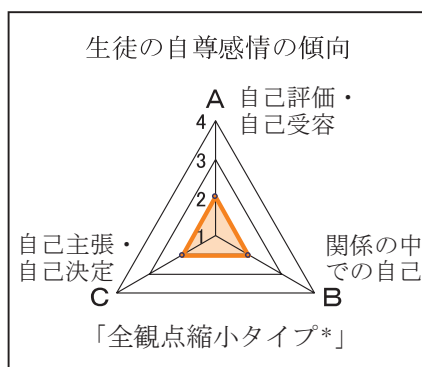 生徒の自尊感情の傾向
A 自己評価・
自己受容
4
3
2
1
自己主張・
自己決定
C
関係の中
での自己
B
「全観点縮小タイプ*」